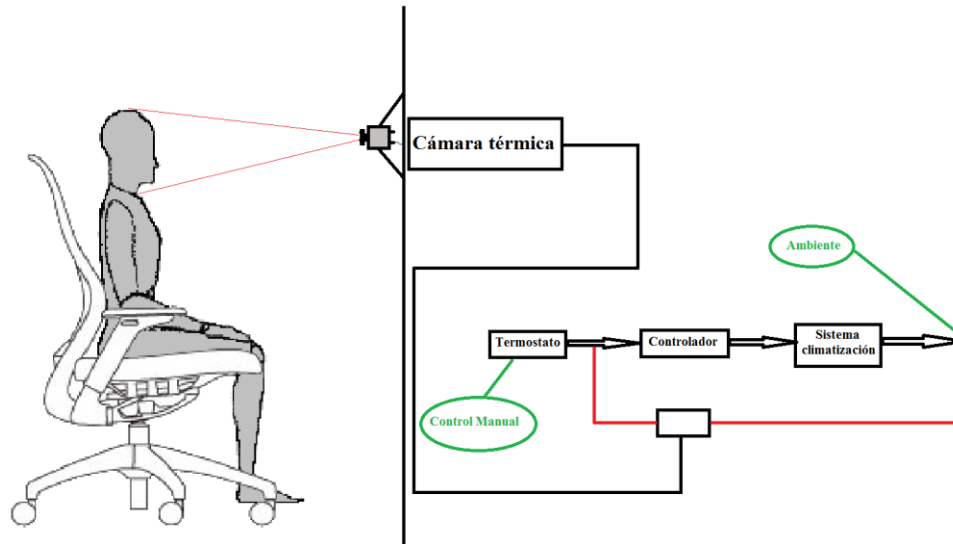 Cámara térmica
Ambiente
Termostato
Controlador
Sistema
climatización
Control Manual